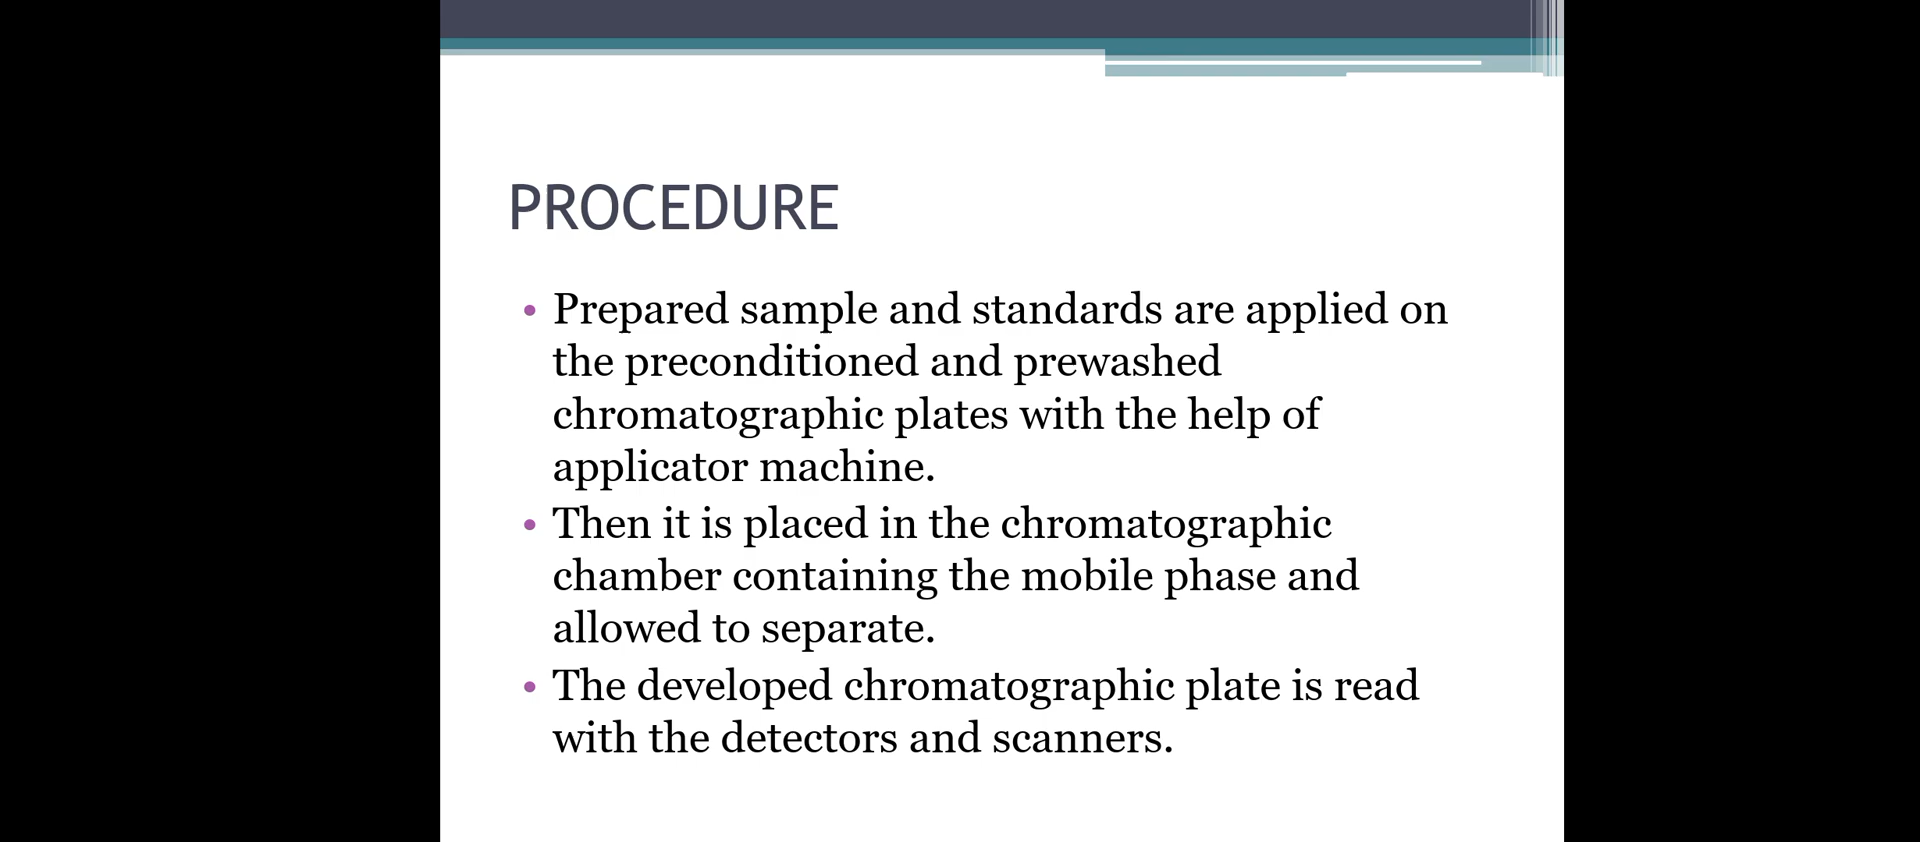 PROCEDURE
• Prepared sample and standards are applied on
the preconditioned and prewashed
chromatographic plates with the help of
applicator machine.
• Then it is placed in the chromatographic
chamber containing the mobile phase and
allowed to separate.
• The developed chromatographic plate is read
with the detectors and scanners.